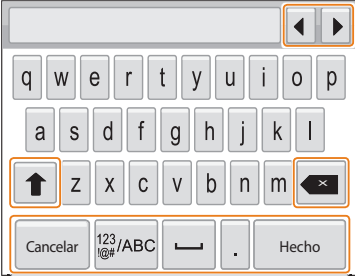 q w e r t y u i o p
a s d f g h j k l
z x c v b n m
Cancelar 123 !@# /ABC . Hecho